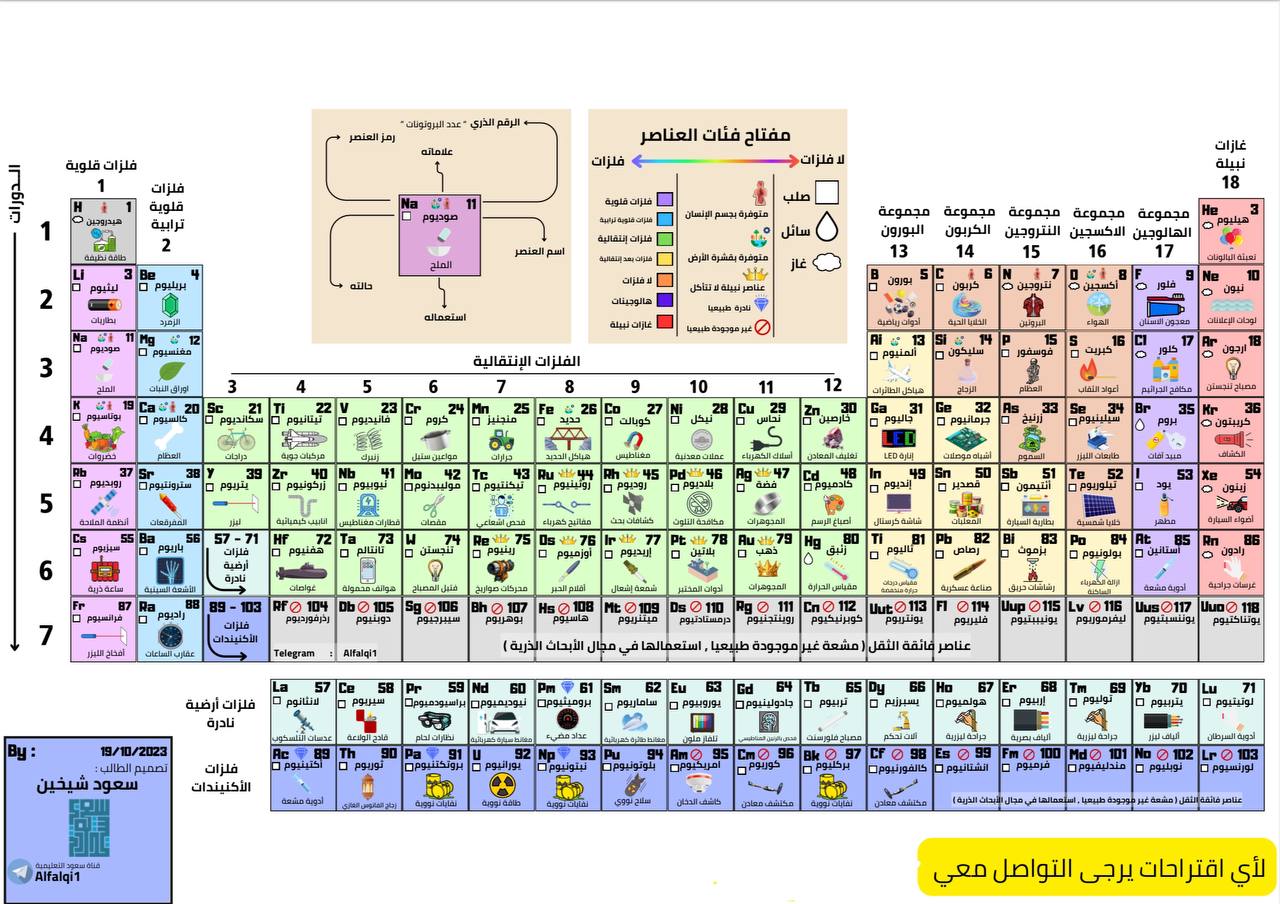 الرقم الذري " عدد البروتونات "
رمز العنصر
علاماته
Na 11
صوديوم
الملح
اسم العنصر
حالته
استعماله
مفتاح فئات العناصر
لا فلزات
فلزات
صلب
سائل
غاز
متوفرة بجسم الإنسان
متوفرة بقشرة الأرض
عناصر نبيلة لا تتأكل
نادرة طبيعيا
غير موجودة طبيعيا
فلزات قلوية
فلزات قلوية ترابية
فلزات إنتقالية
فلزات بعد إنتقالية
لا فلزات
هالوجينات
غازات نبيلة
الـدورات
فلزات قلوية
1
فلزات
قلوية
ترابية
2
الفلزات الإنتقالية
3 4 5 6 7 8 9 10 11 12
مجموعة
البورون
13
مجموعة
الكربون
14
مجموعة
النتروجين
15
مجموعة
الاكسجين
16
مجموعة
الهالوجين
17
غازات
نبيلة
18
1
H 1
هيدروجين
طاقة نظيفة
He 3
هيليوم
تعبئة البالونات
2
Li 3
ليثيوم
بطاريات
Be 4
بريليوم
الزمرد
B 5
بورون
أدوات رياضية
C 6
كربون
الخلايا الحية
N 7
نتروجين
البروتين
O 8
أكسجين
الهواء
F 9
فلور
معجون الاسنان
Ne 10
نيون
لوحات الإعلانات
3
Na 11
صوديوم
الملح
Mg 12
مغنسيوم
اوراق النبات
Ai 13
ألمنيوم
هياكل الطائرات
Si 14
سليكون
الزجاج
P 15
فوسفور
العظام
S 16
كبريت
أعواد الثقاب
Cl 17
كلور
مكافح الجراثيم
Ar 18
ارجون
مصباح تنجستن
4
K 19
بوتاسيوم
خضروات
Ca 20
كالسيوم
العظام
Sc 21
سكانديوم
دراجات
Ti 22
تيتانيوم
مركبات جوية
V 23
فانيديوم
زنبرك
Cr 24
كروم
مواعين ستيل
Mn 25
منجنيز
جرارات
Fe 26
حديد
هياكل الحديد
Co 27
كوبالت
مغناطيس
Ni 28
نيكل
عملات معدنية
Cu 29
نحاس
أسلاك الكهرباء
Zn 30
خارصين
تغليف المعادن
Ga 31
جاليوم
LED
إنارة LED
Ge 32
جرمانيوم
أشباه موصلات
As 33
زرنيخ
السموم
Se 34
سيلينيوم
طابعات الليزر
Br 35
بروم
مبيد آفات
Kr 36
كريبتون
الكشاف
5
Rb 37
روبديوم
أنظمة الملاحة
Sr 38
سترونتيوم
المفرقعات
Y 39
يتريوم
ليزر
Zr 40
زركونيوم
انابيب كيميائية
Nb 41
نيوبيوم
قطارات مغناطيس
Mo 42
موليبدنوم
مقصات
Tc 43
تيكنتيوم
فحص اشعاعي
Ru 44
روثينيوم
مفاتيح كهرباء
Rh 45
روديوم
كشافات بحث
Pd 46
بلاديوم
مكافحة التلوث
Ag 47
فضة
المجوهرات
Cd 48
كادميوم
أصباغ الرسم
In 49
إنديوم
شاشة كرستال
Sn 50
قصدير
المعلبات
Sb 51
أنتيمون
بطارية السيارة
Te 52
تيلوريوم
خلايا شمسية
I 53
يود
مطهر
Xe 54
زينون
أضواء السيارة
6
Cs 55
سيزيوم
ساعة ذرية
Ba 56
باريوم
الأشعة السينية
57 - 71
فلزات
أرضية
نادرة
Hf 72
هفنيوم
غواصات
Ta 73
تانتالم
هواتف محمولة
W 74
تنجستن
فتيل المصباح
Re 75
رينيوم
محركات صواريخ
Os 76
أوزميوم
أقلام الحبر
Ir 77
إريديوم
شمعة إشعال
Pt 78
بلاتين
أدوات المختبر
Au 79
ذهب
المجوهرات
Hg 80
زئبق
مقياس الحرارة
Ti 81
ثاليوم
مقياس درجات
حرارة منخفضة
Pb 82
رصاص
صناعة عسكرية
Bi 83
بزموث
رشاشات حريق
Po 84
بولونيوم
ازالة الكهرباء
الساكنة
At 85
أستاتين
أدوية مشعة
Rn 86
رادون
غرسات جراحية
7
Fr 87
فرانسيوم
أفخاخ الليزر
Ra 88
راديوم
عقارب الساعات
89 - 103
فلزات
الأكنيندات
Rf 104
رذرفورديوم
Db 105
دوبنيوم
Sg 106
سيبرجيوم
Bh 107
بوهريوم
Hs 108
هاسيوم
Mt 109
ميتنريوم
Ds 110
درمستادتيوم
Rg 111
روينتجنيوم
Cn 112
كوبرنيكيوم
Uut 113
يونتريوم
Fl 114
فليريوم
Uup 115
يونيبيتيوم
Lv 116
ليفرموريوم
Uus 117
يونسبتيوم
Uuo 118
يونناكتيوم
Telegram : Alfalqi1
عناصر فائقة الثقل ( مشعة غير موجودة طبيعيا , استعمالها في مجال الأبحاث الذرية )
فلزات أرضية
نادرة
La 57
لانثانوم
عدسات التلسكوب
Ce 58
سيريوم
قادح الولاعة
Pr 59
براسيودميوم
نظارات لحام
Nd 60
نيوديميوم
مغانط سيارة كهربائية
Pm 61
بروميثيوم
عداد مضيء
Sm 62
ساماريوم
مغانط طائرة كهربائية
Eu 63
يوروبيوم
تلفاز ملون
Gd 64
جادولينيوم
فحص بالرنين المغناطيسي
Tb 65
تربيوم
مصباح فلورسنت
Dy 66
يسبرزيم
آلات تحكم
Ho 67
هولميوم
جراحة ليزرية
Er 68
إربيوم
ألياف بصرية
Tm 69
ثوليوم
جراحة ليزرية
Yb 70
يتربيوم
ألياف ليزر
Lu 71
لوتيتيوم
ادوية السرطان
فلزات
الأكنيندات
Ac 89
أكتينيوم
أدوية مشعة
Th 90
ثوريوم
زجاج الفانوس الغازي
Pa 91
بروتكتنيوم
نفايات نووية
U 92
يورانيوم
طاقة نووية
Np 93
نبتونيوم
نفايات نووية
Pu 94
بلوتونيوم
سلاح نووي
Am 95
امريكيوم
كاشف الدخان
Cm 96
كوريوم
مكتشف معادن
Bk 97
بركليوم
نفايات نووية
Cf 98
كالفورنيوم
مكتشف معادن
Es 99
انشتانيوم
Fm 100
فرميوم
Md 101
مندليفيوم
No 102
نوبليوم
Lr 103
لورنسيوم
عناصر فائقة الثقل ( مشعة غير موجودة طبيعيا , استعمالها في مجال الأبحاث الذرية )
By : 19/10/2023
تصميم الطالب :
سعود شيخين
قناة سعود التعليمية
Alfalqi1
لأي اقتراحات يرجى التواصل معي